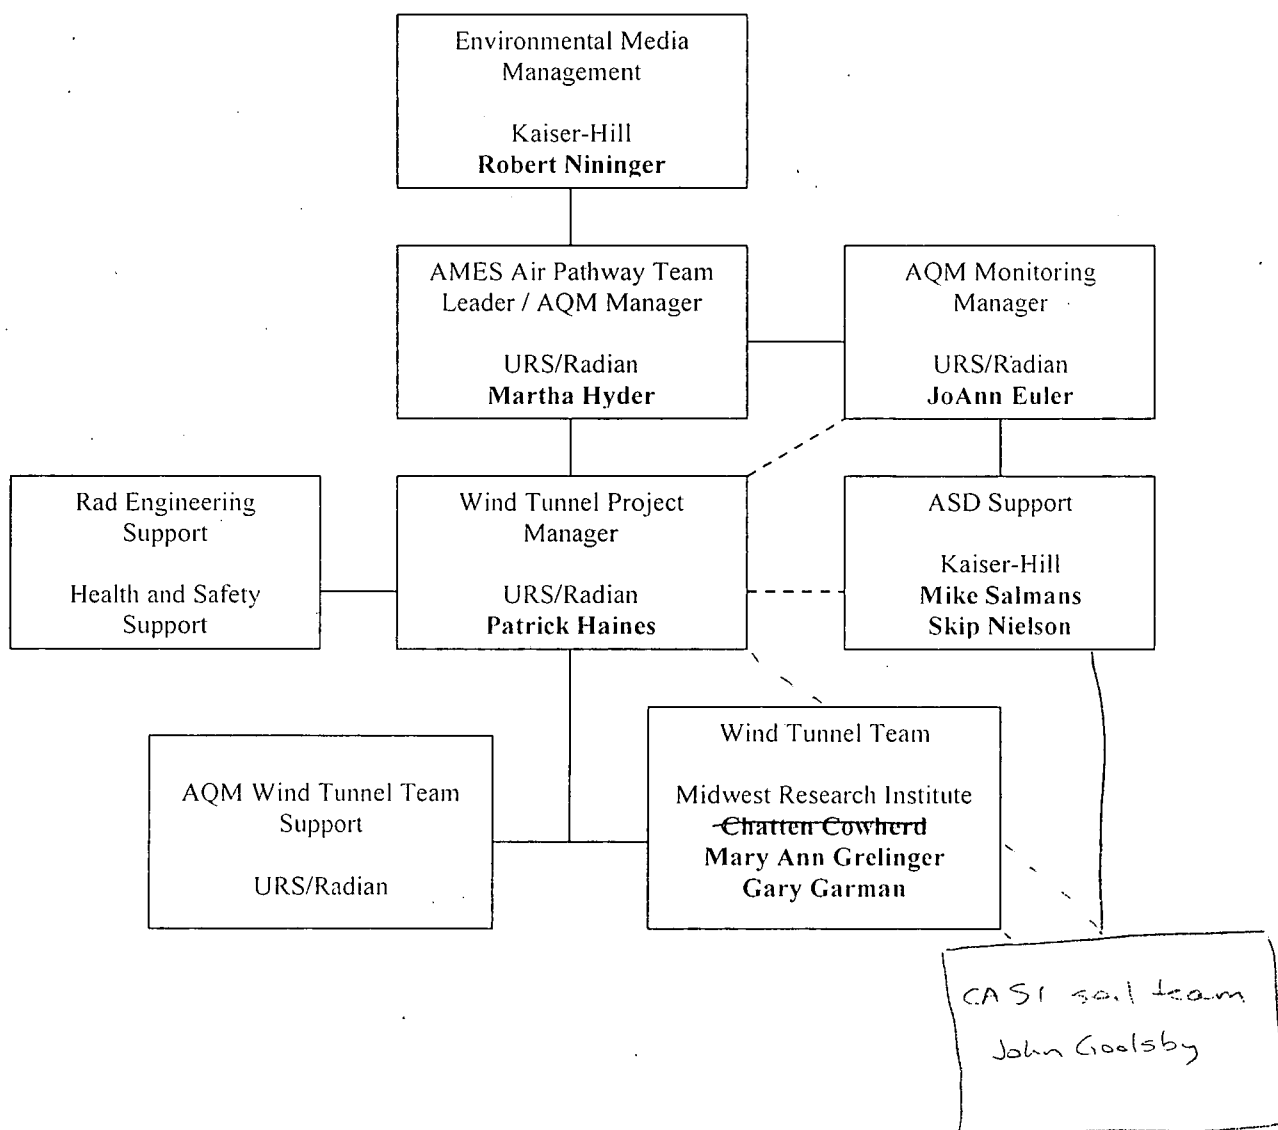 Environmental Media
Management
Kaiser-Hill
Robert Nininger
AMES Air Pathway Team
Leader / AQM Manager
URS/Radian
Martha Hyder
AQM Monitoring
Manager
URS/Radian
JoAnn Euler
Rad Engineering
Support
Health and Safety
Support
Wind Tunnel Project
Manager
URS/Radian
Patrick Haines
ASD Support
Kaiser-Hill
Mike Salmans
Skip Nielson
AQM Wind Tunnel Team
Support
URS/Radian
Wind Tunnel Team
Midwest Research Institute
Chatten Cowherd
Mary Ann Grelinger
Gary Garman
CASI soil team
John Goolsby